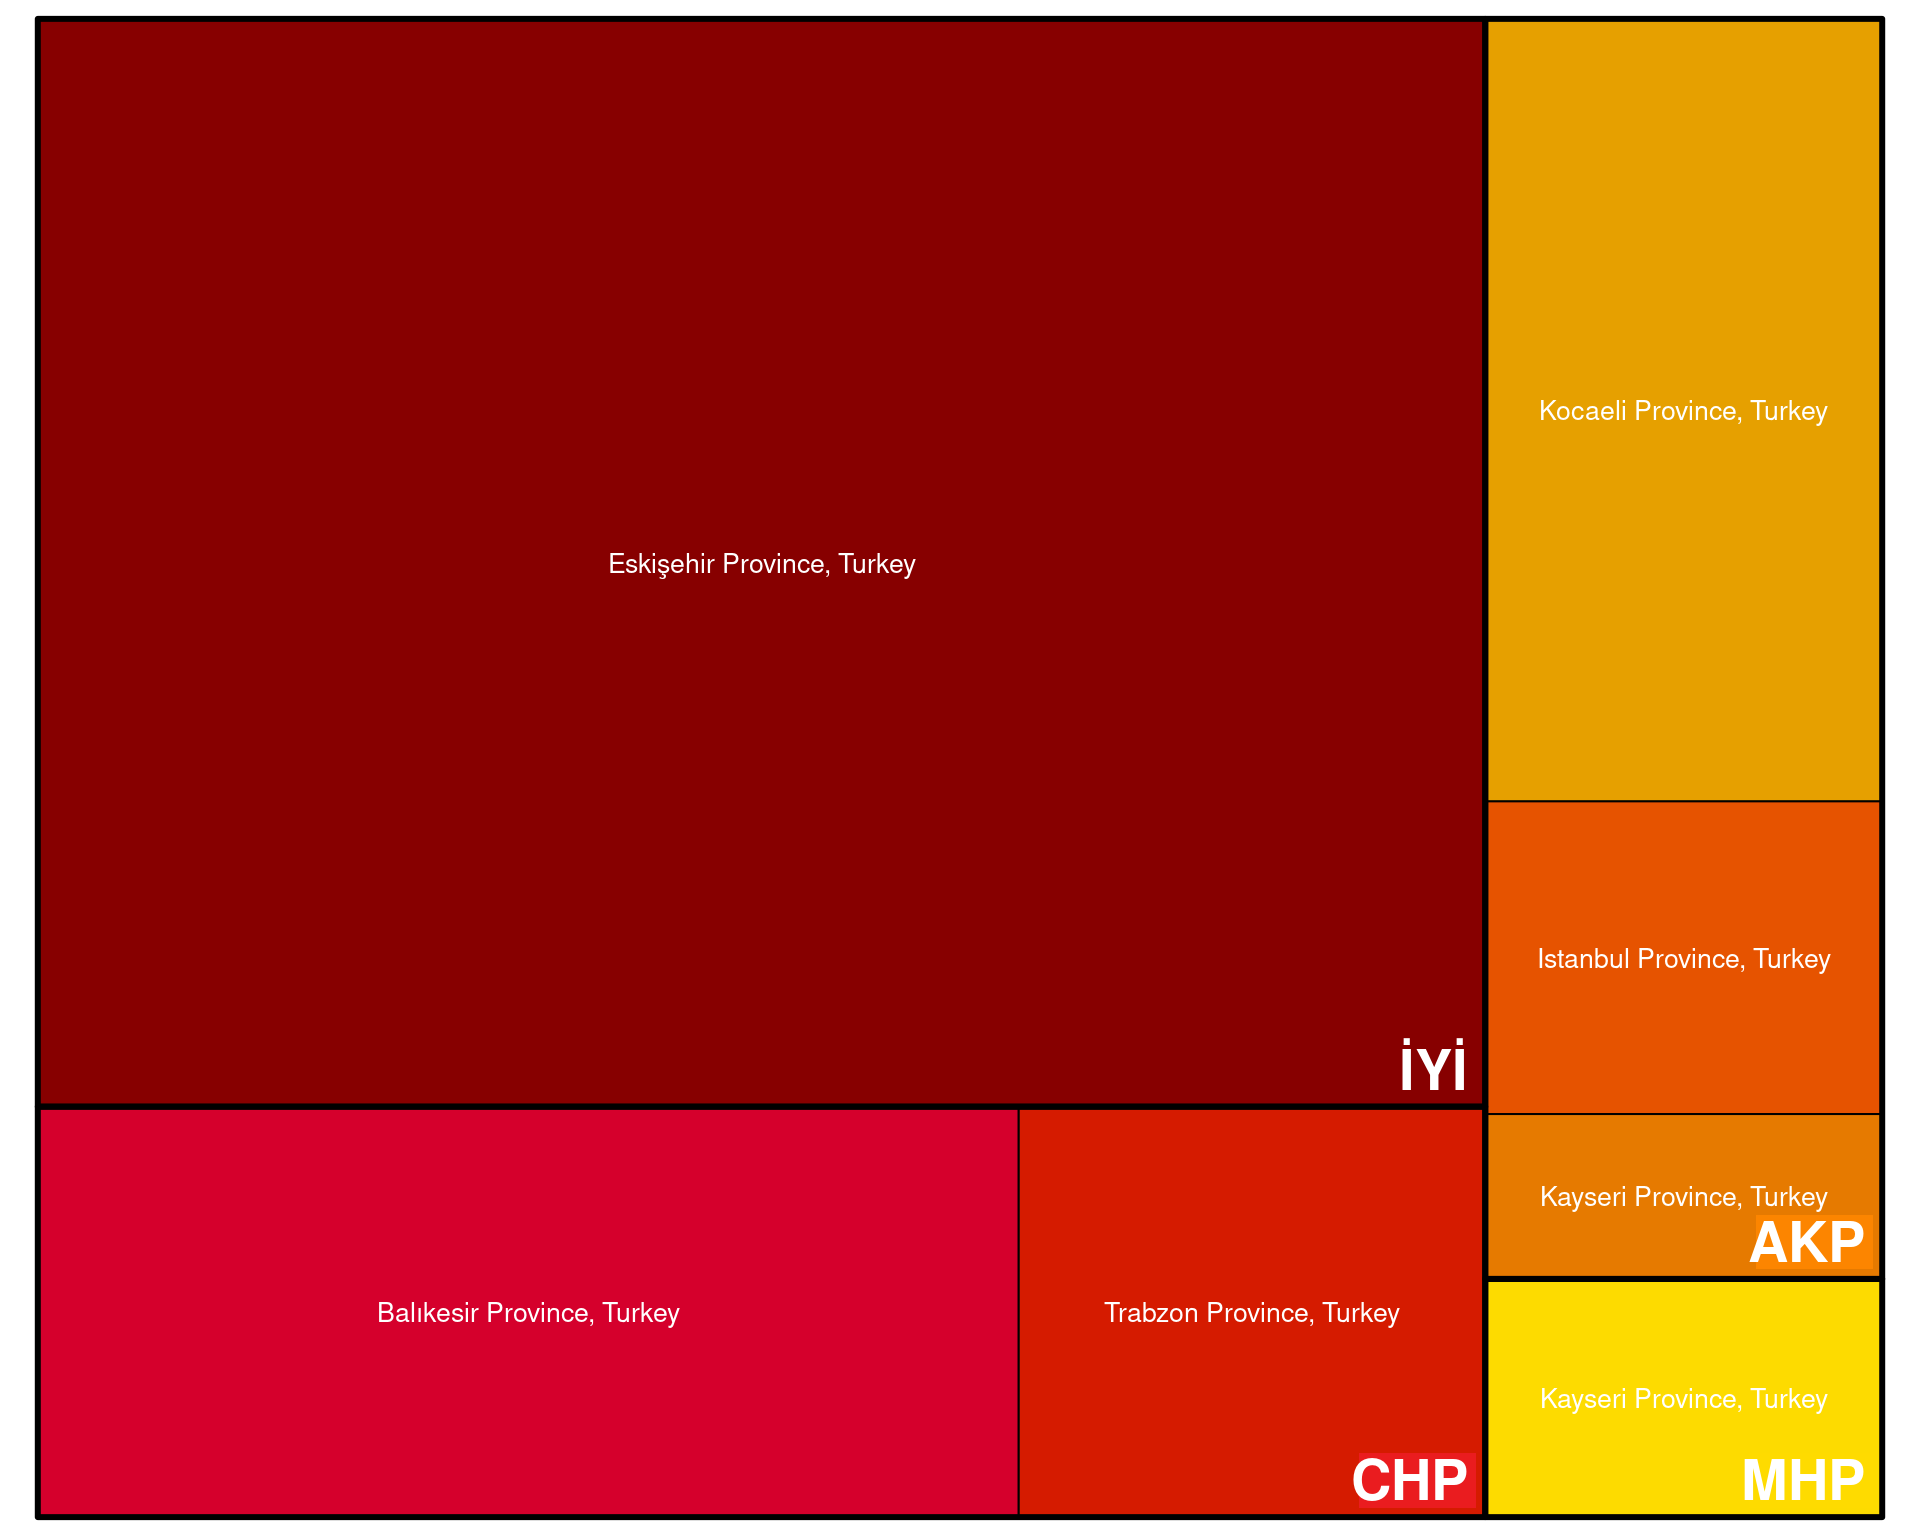 Eskişehir Province, Turkey
İYİ
Balıkesir Province, Turkey
Trabzon Province, Turkey
CHP
Kocaeli Province, Turkey
Istanbul Province, Turkey
Kayseri Province, Turkey
AKP
Kayseri Province, Turkey
MHP